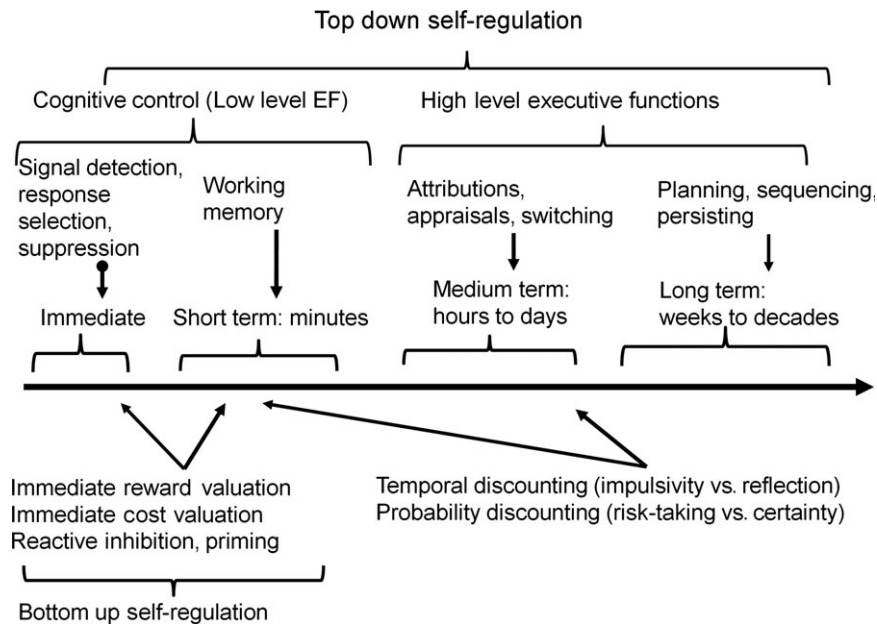 Top down self-regulation
Cognitive control (Low level EF)
High level executive functions
Signal detection,
response
selection,
suppression
Working
memory
Attributions,
appraisals, switching
Planning, sequencing,
persisting
Immediate
Short term: minutes
Medium term:
hours to days
Long term:
weeks to decades
Immediate reward valuation
Immediate cost valuation
Reactive inhibition, priming
Temporal discounting (impulsivity vs. reflection)
Probability discounting (risk-taking vs. certainty)
Bottom up self-regulation